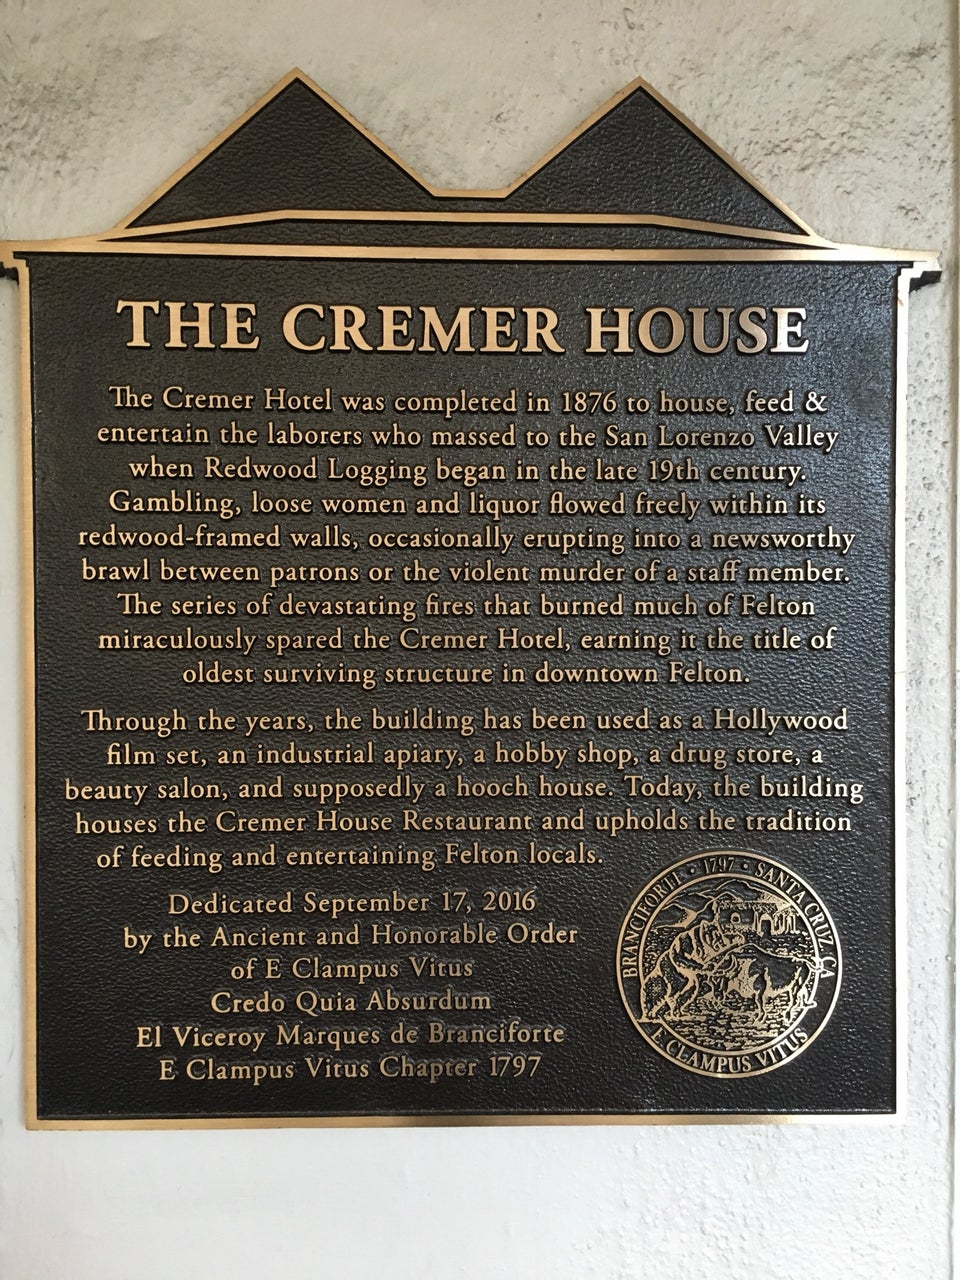 THE CREMER HOUSE
The Cremer Hotel was completed in 1876 to house, feed &
entertain the laborers who massed to the San Lorenzo Valley
when Redwood Logging began in the late 19th century.
Gambling, loose women and liquor flowed freely within its
redwood-framed walls, occasionally erupting into a newsworthy
brawl between patrons or the violent murder of a staff member.
The series of devastating fires that burned much of Felton
miraculously spared the Cremer Hotel, earning it the title of
oldest surviving structure in downtown Felton.
Through the years, the building has been used as a Hollywood
film set, an industrial apiary, a hobby shop, a drug store, a
beauty salon, and supposedly a hooch house. Today, the building
houses the Cremer House Restaurant and upholds the tradition
of feeding and entertaining Felton locals.
Dedicated September 17, 2016
by the Ancient and Honorable Order
of E Clampus Vitus
Credo Quia Absurdum
El Viceroy Marques de Branciforte
E Clampus Vitus Chapter 1797
BRANCIFORTE • 1797 • SANTA CRUZ, CA
E CLAMPUS VITUS